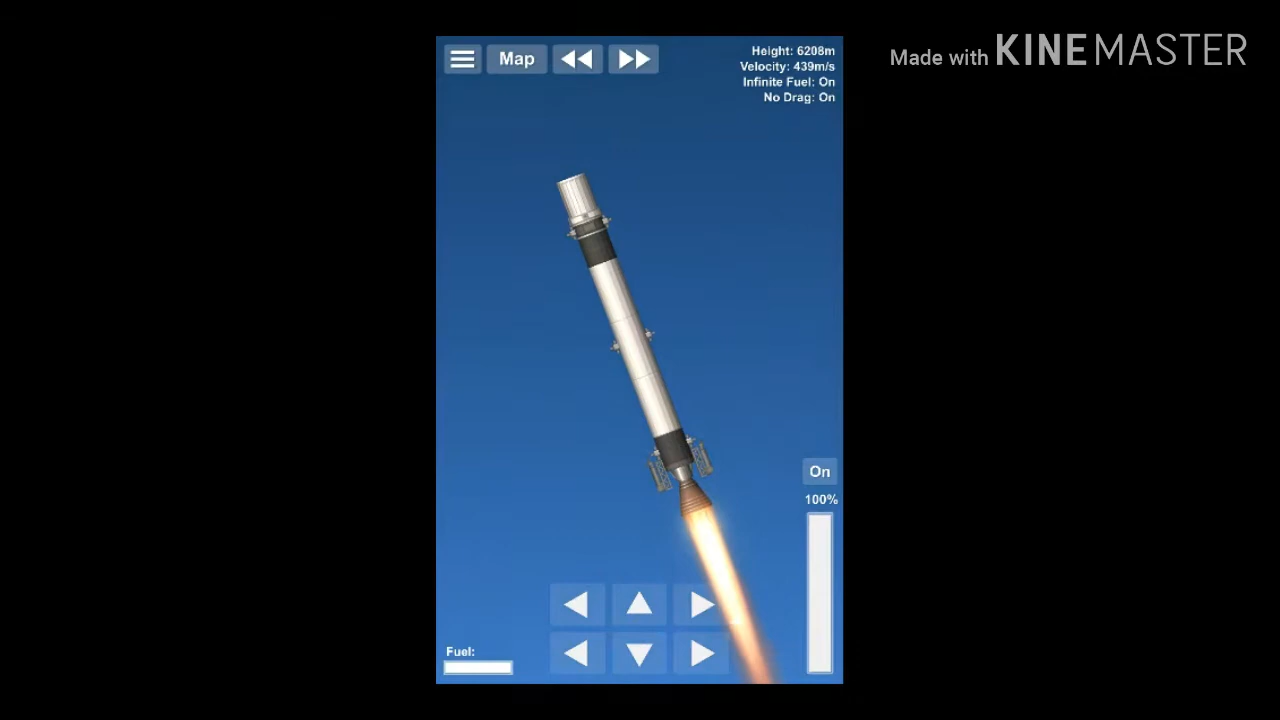 Map
Height: 6208m
Velocity: 439m/s
Infinite Fuel: On
No Drag: On
Made with KINEMASTER
On
100%
Fuel: